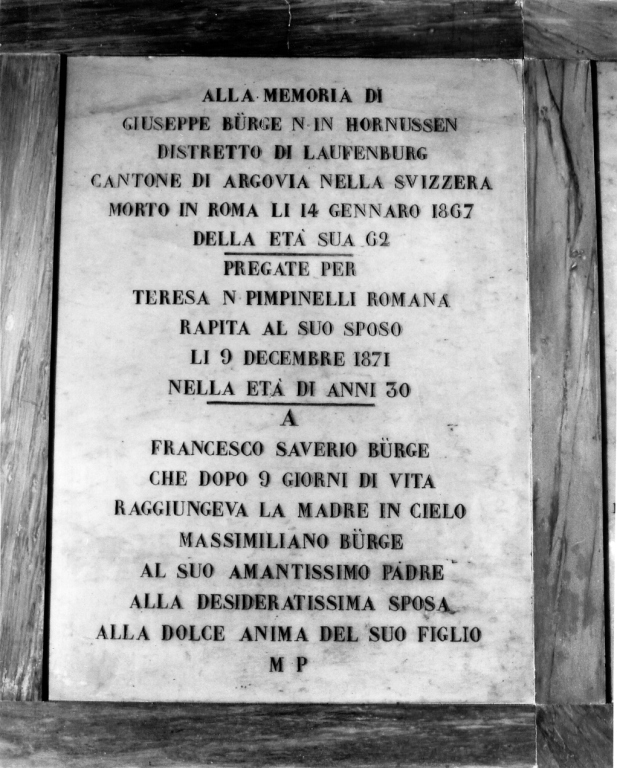 ALLA·MEMORIA DI
GIUSEPPE BÜRGE N·IN HORNUSSEN
DISTRETTO DI LAUFENBURG
CANTONE DI ARGOVIA NELLA SVIZZERA
MORTO IN ROMA LI 14 GENNARO 1867
DELLA ETÀ SUA 62
PREGATE PER
TERESA N·PIMPINELLI ROMANA
RAPITA AL SUO SPOSO
LI 9 DECEMBRE 1871
NELLA ETÀ DI ANNI 30
A
FRANCESCO SAVERIO BÜRGE
CHE DOPO 9 GIORNI DI VITA
RAGGIUNGEVA LA MADRE IN CIELO
MASSIMILIANO BÜRGE
AL SUO AMANTISSIMO PADRE
ALLA DESIDERATISSIMA SPOSA
ALLA DOLCE ANIMA DEL SUO FIGLIO
M P